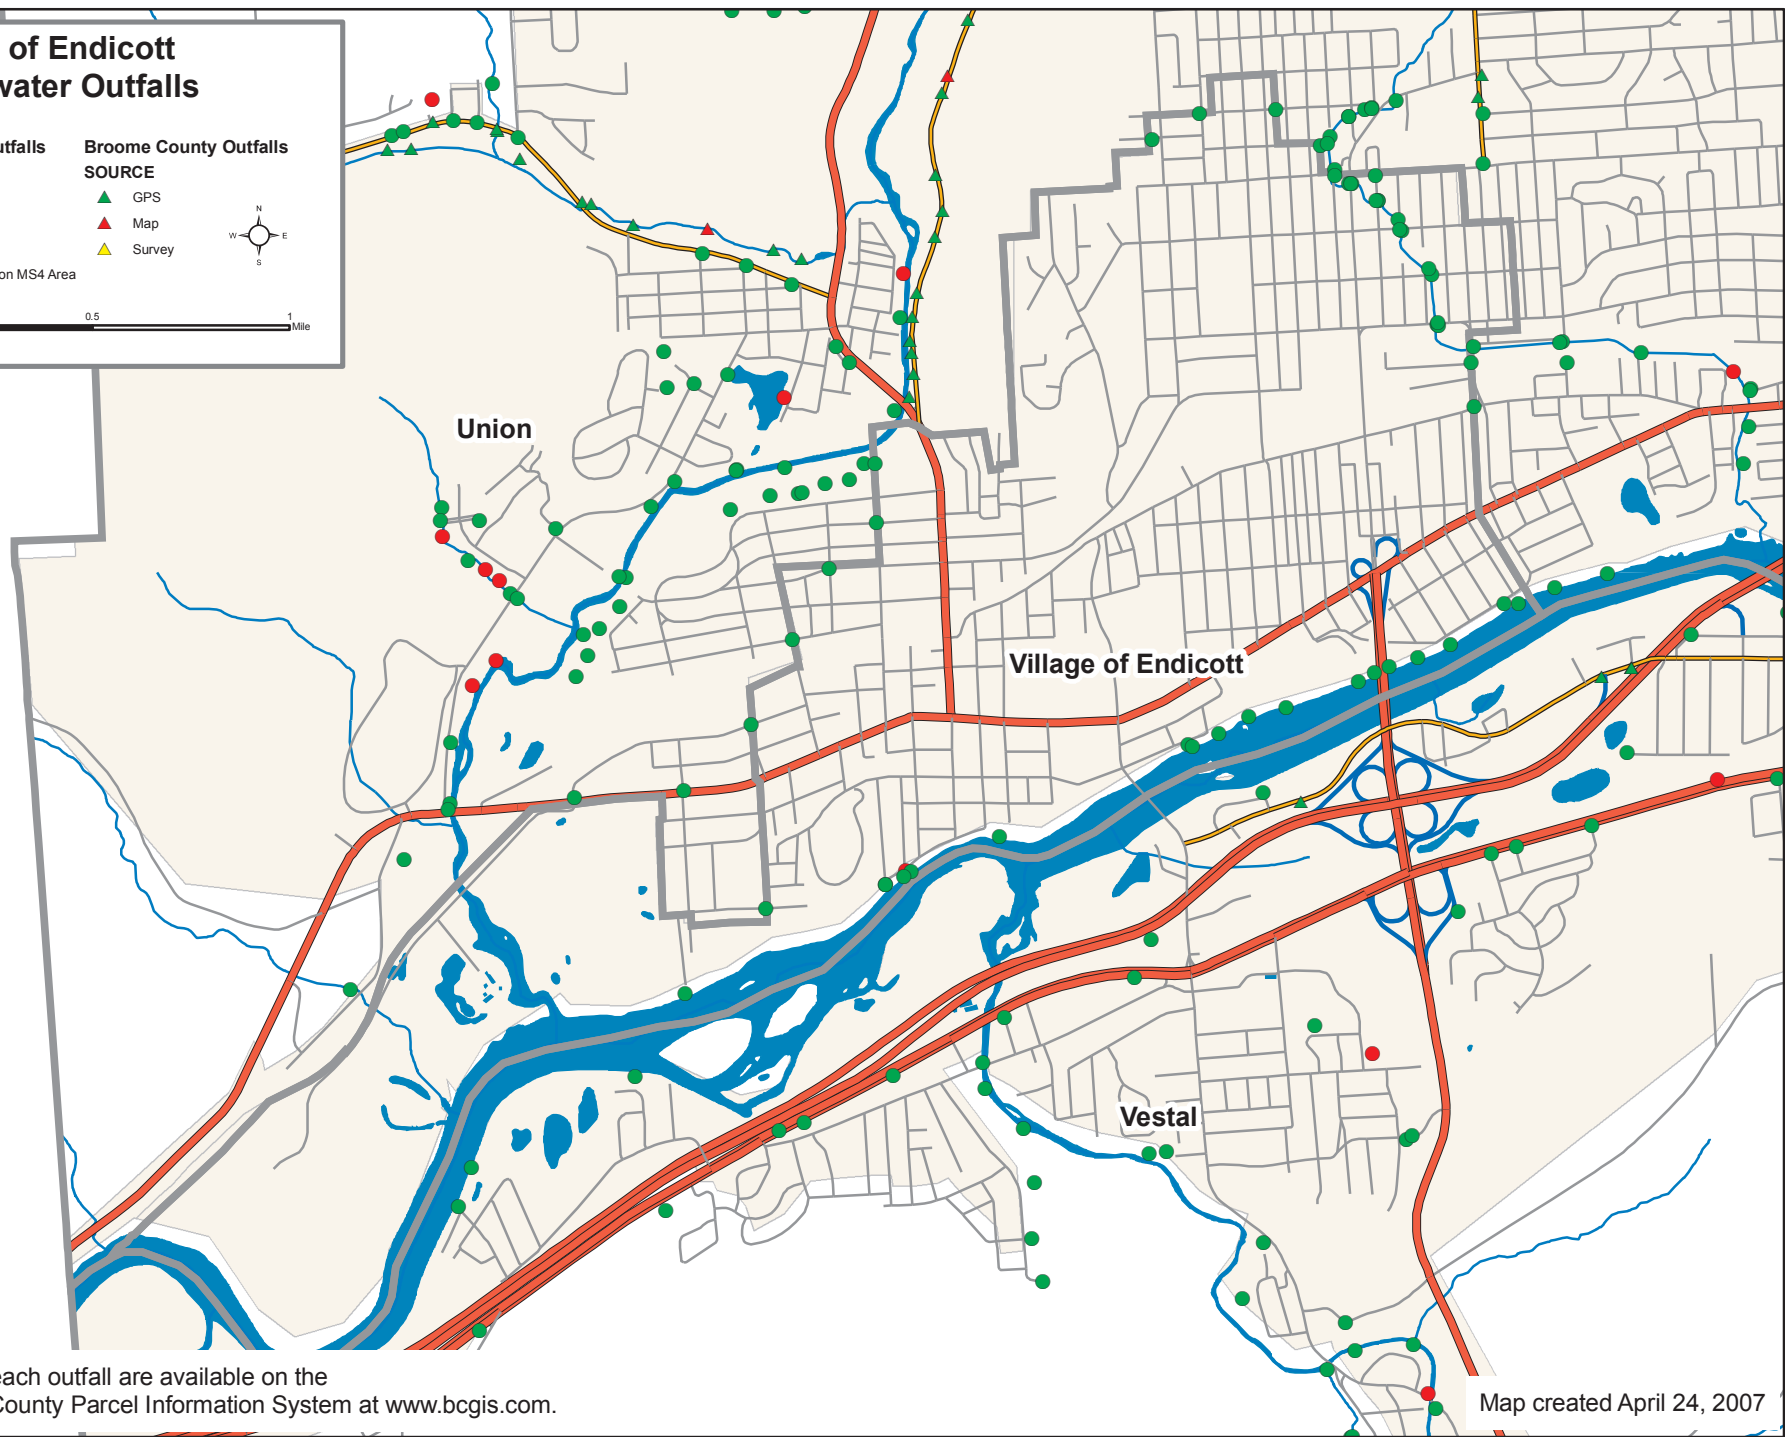 of Endicott
water Outfalls
utfalls
Broome County Outfalls
SOURCE
GPS
Map
Survey
N
W
E
S
on MS4 Area
0.5
1
Mile
Union
Village of Endicott
Vestal
each outfall are available on the
County Parcel Information System at www.bcgis.com.
Map created April 24, 2007